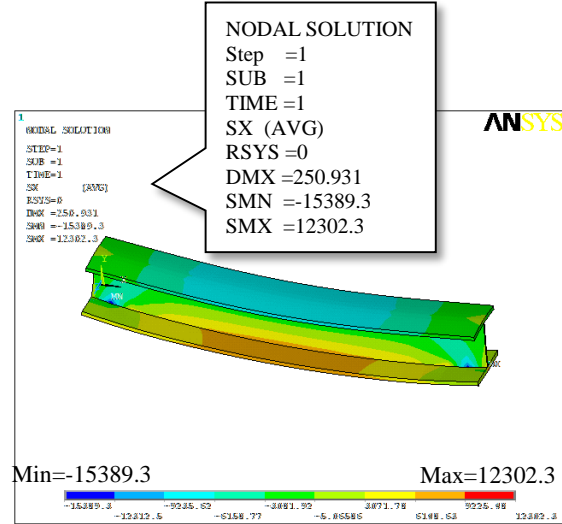 NODAL SOLUTION
Step =1
SUB =1
TIME =1
SX (AVG)
RSYS =0
DMX =250.931
SMN =-15389.3
SMX =12302.3
1
ANSYS
NODAL SOLUTION
STEP=1
SUB =1
TIME=1
SX (AVG)
RSYS=0
DMX =250.931
SMN =-15389.3
SMX =12302.3
Y
MN
MX
Min=-15389.3 Max=12302.3
-15389.3 -9235.62 -3081.92 3071.78 9225.48
-12312.5 -6158.77 6148.63 12302.3